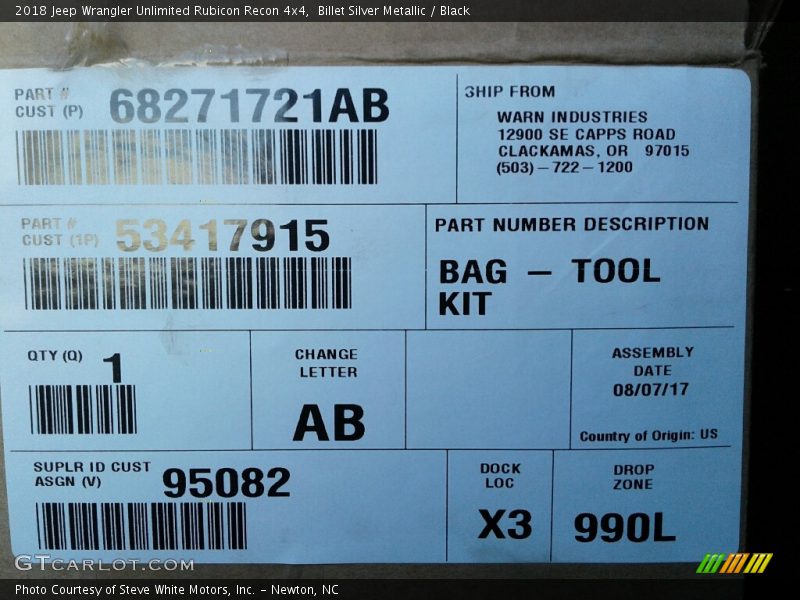 2018 Jeep Wrangler Unlimited Rubicon Recon 4x4,  Billet Silver Metallic / Black
PART #
CUST (P)
68271721AB
SHIP FROM
WARN INDUSTRIES
12900 SE CAPPS ROAD
CLACKAMAS, OR 97015
(503)-722-1200
PART #
CUST (1P)
53417915
PART NUMBER DESCRIPTION
BAG - TOOL
KIT
QTY (Q)
1
CHANGE
LETTER
AB
ASSEMBLY
DATE
08/07/17
Country of Origin: US
SUPLR ID CUST
ASGN (V)
95082
DOCK
LOC
X3
DROP
ZONE
990L
GTCARLOT.COM
Photo Courtesy of Steve White Motors, Inc. - Newton, NC